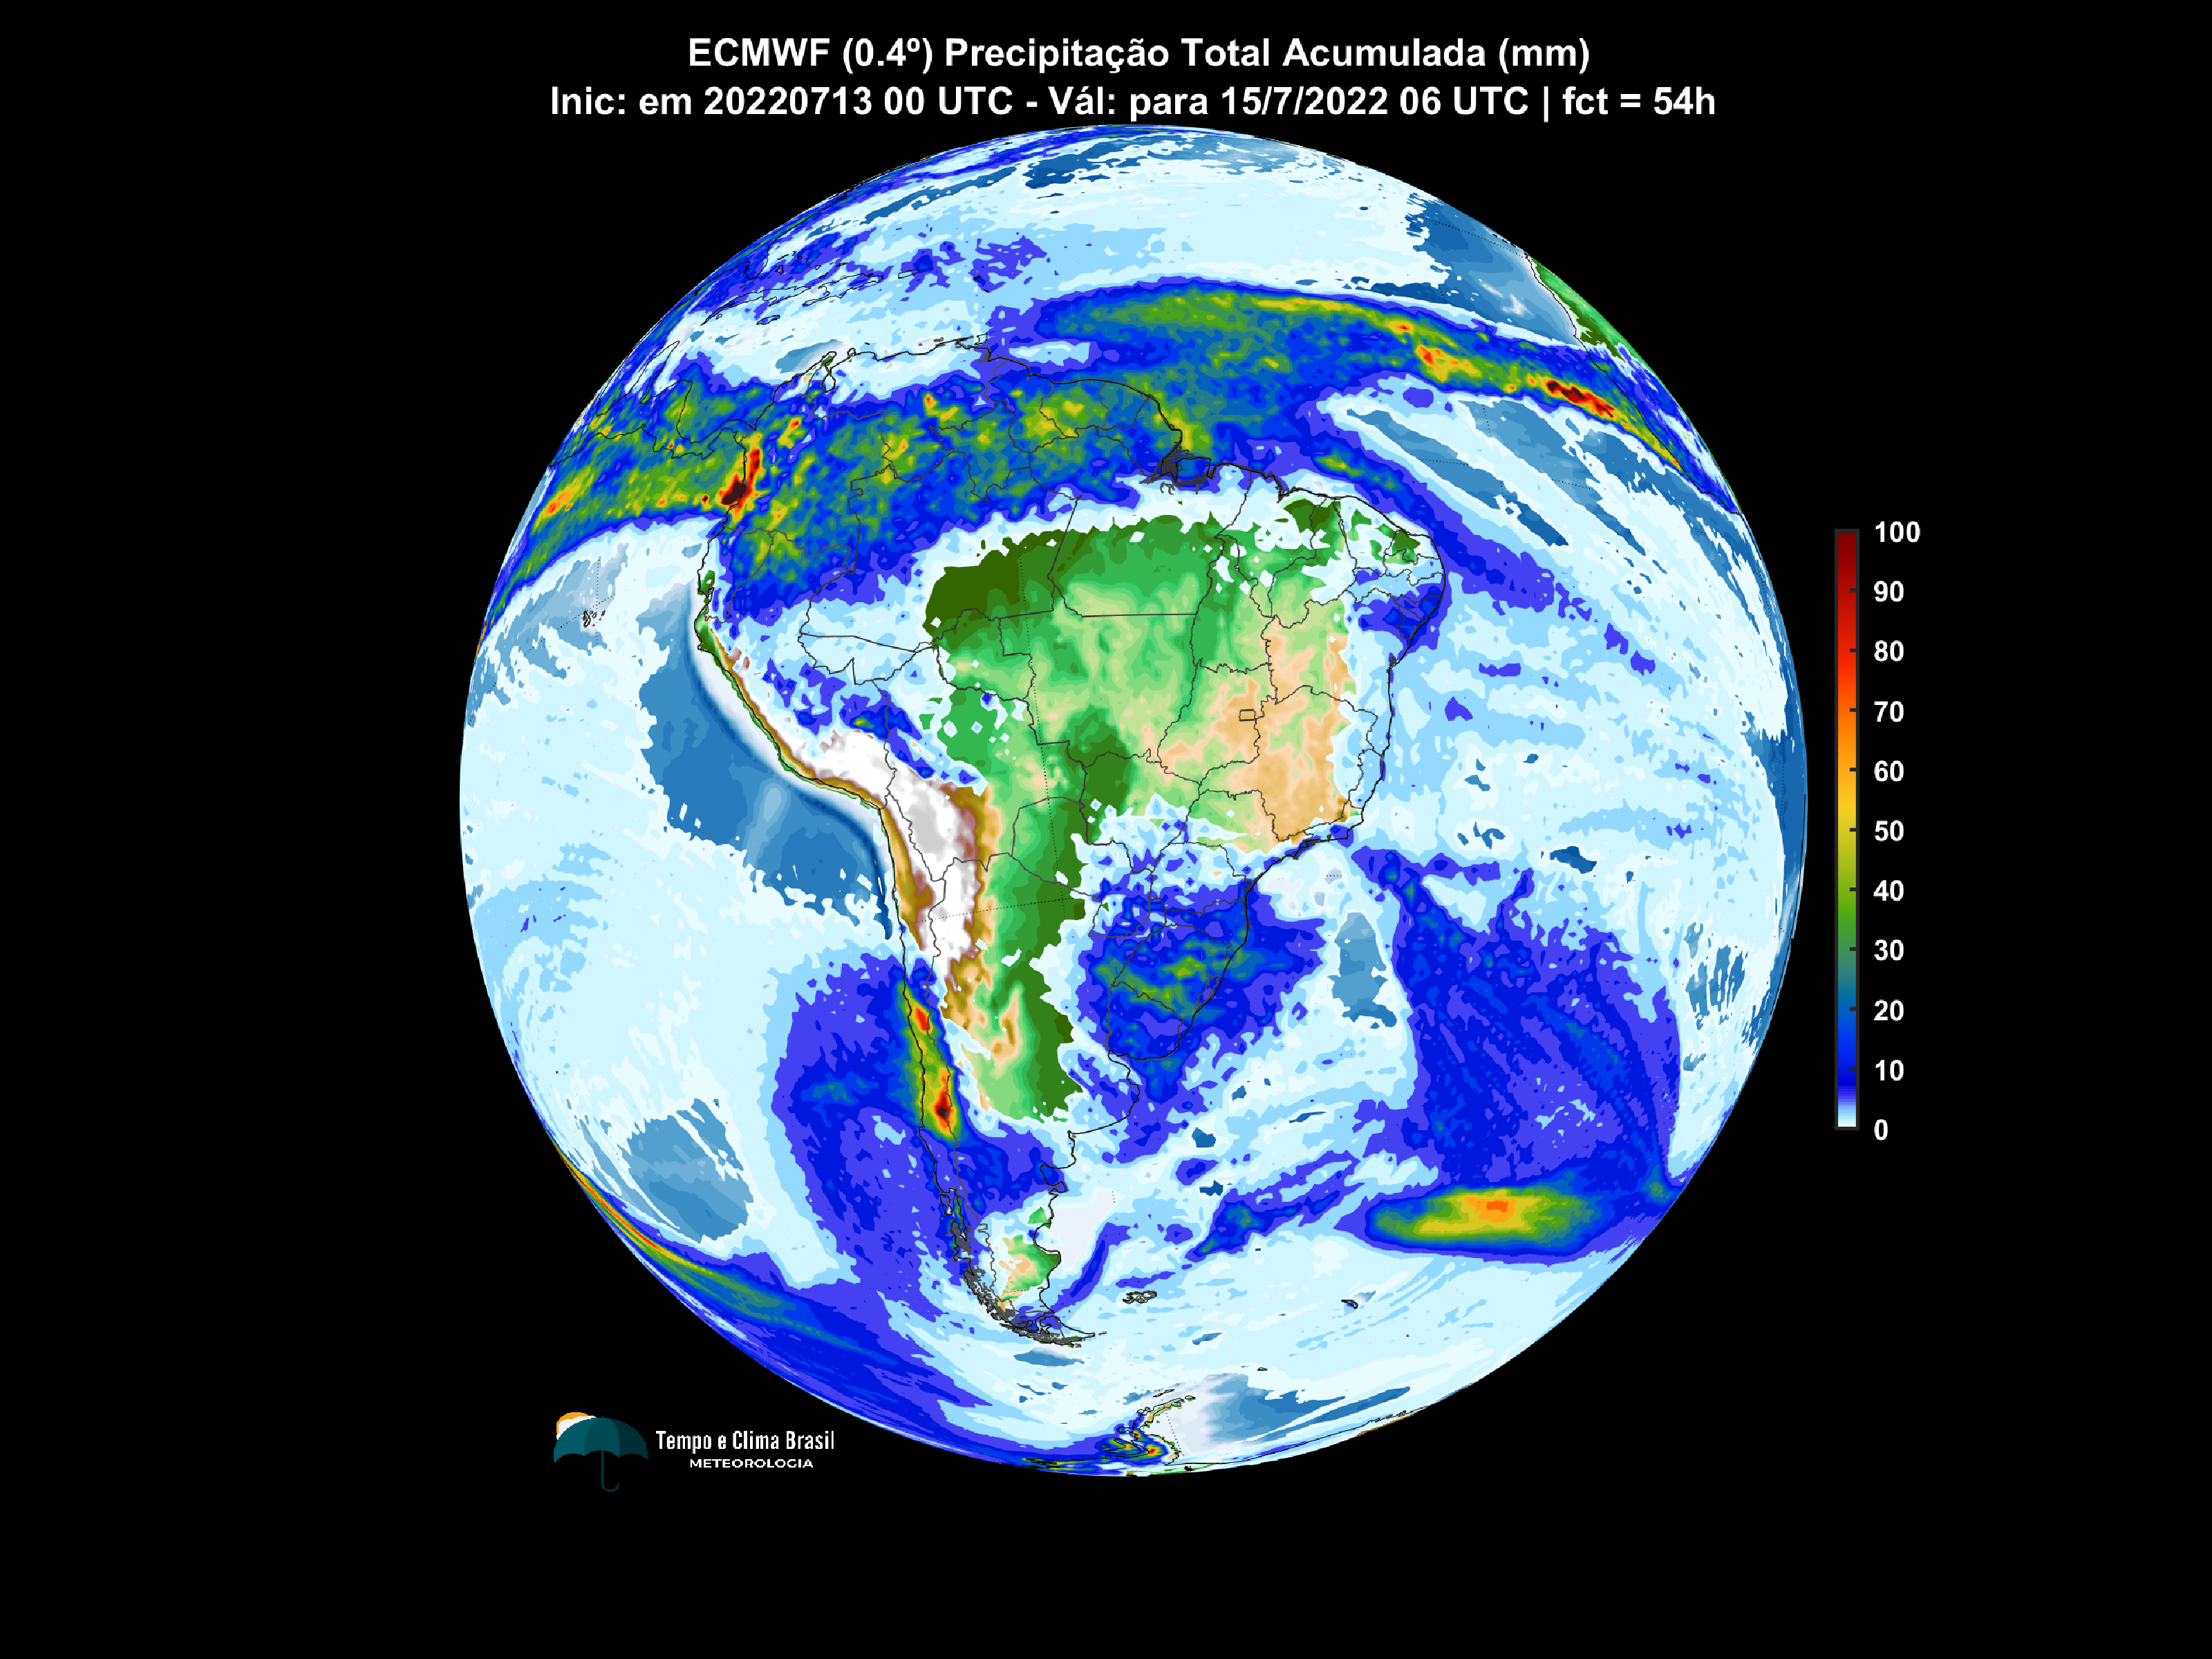 ECMWF (0.4º) Precipitação Total Acumulada (mm)
Inic: em 20220713 00 UTC - Vál: para 15/7/2022 06 UTC | fct = 54h
100
90
80
70
60
50
40
30
20
10
0
Tempo e Clima Brasil
METEOROLOGIA